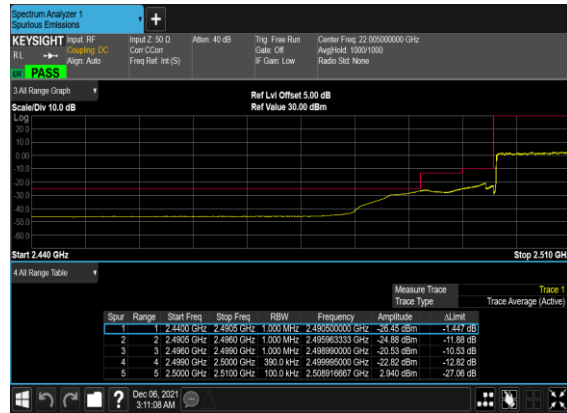 Spectrum Analyzer 1
Spurious Emissions
KEYSIGHT Input: RF Input Z: 50 Ω Atten: 40 dB Trig: Free Run Center Freq: 22.005000000 GHz
RL Coupling: DC Corr CCorr Gate: Off Avg|Hold: 1000/1000
Align: Auto Freq Ref: Int (S) IF Gain: Low Radio Std: None
PASS
3 All Range Graph
Ref Lvl Offset 5.00 dB
Scale/Div 10.0 dB Ref Value 30.00 dBm
Log
20.0
10.0
0.00
-10.0
-20.0
-30.0
-40.0
-50.0
-60.0
Start 2.440 GHz Stop 2.510 GHz
4 All Range Table
Measure Trace Trace 1
Trace Type Trace Average (Active)
Spur Range Start Freq Stop Freq RBW Frequency Amplitude ΔLimit
1 1 2.4400 GHz 2.4905 GHz 1.000 MHz 2.490500000 GHz -26.45 dBm -1.447 dB
2 2 2.4905 GHz 2.4960 GHz 1.000 MHz 2.495963333 GHz -24.88 dBm -11.88 dB
3 3 2.4960 GHz 2.4990 GHz 1.000 MHz 2.498990000 GHz -20.53 dBm -10.53 dB
4 4 2.4990 GHz 2.5000 GHz 390.0 kHz 2.499995000 GHz -22.82 dBm -12.82 dB
5 5 2.5000 GHz 2.5100 GHz 100.0 kHz 2.508916667 GHz 2.940 dBm -27.06 dB
Dec 06, 2021
3:11:08 AM